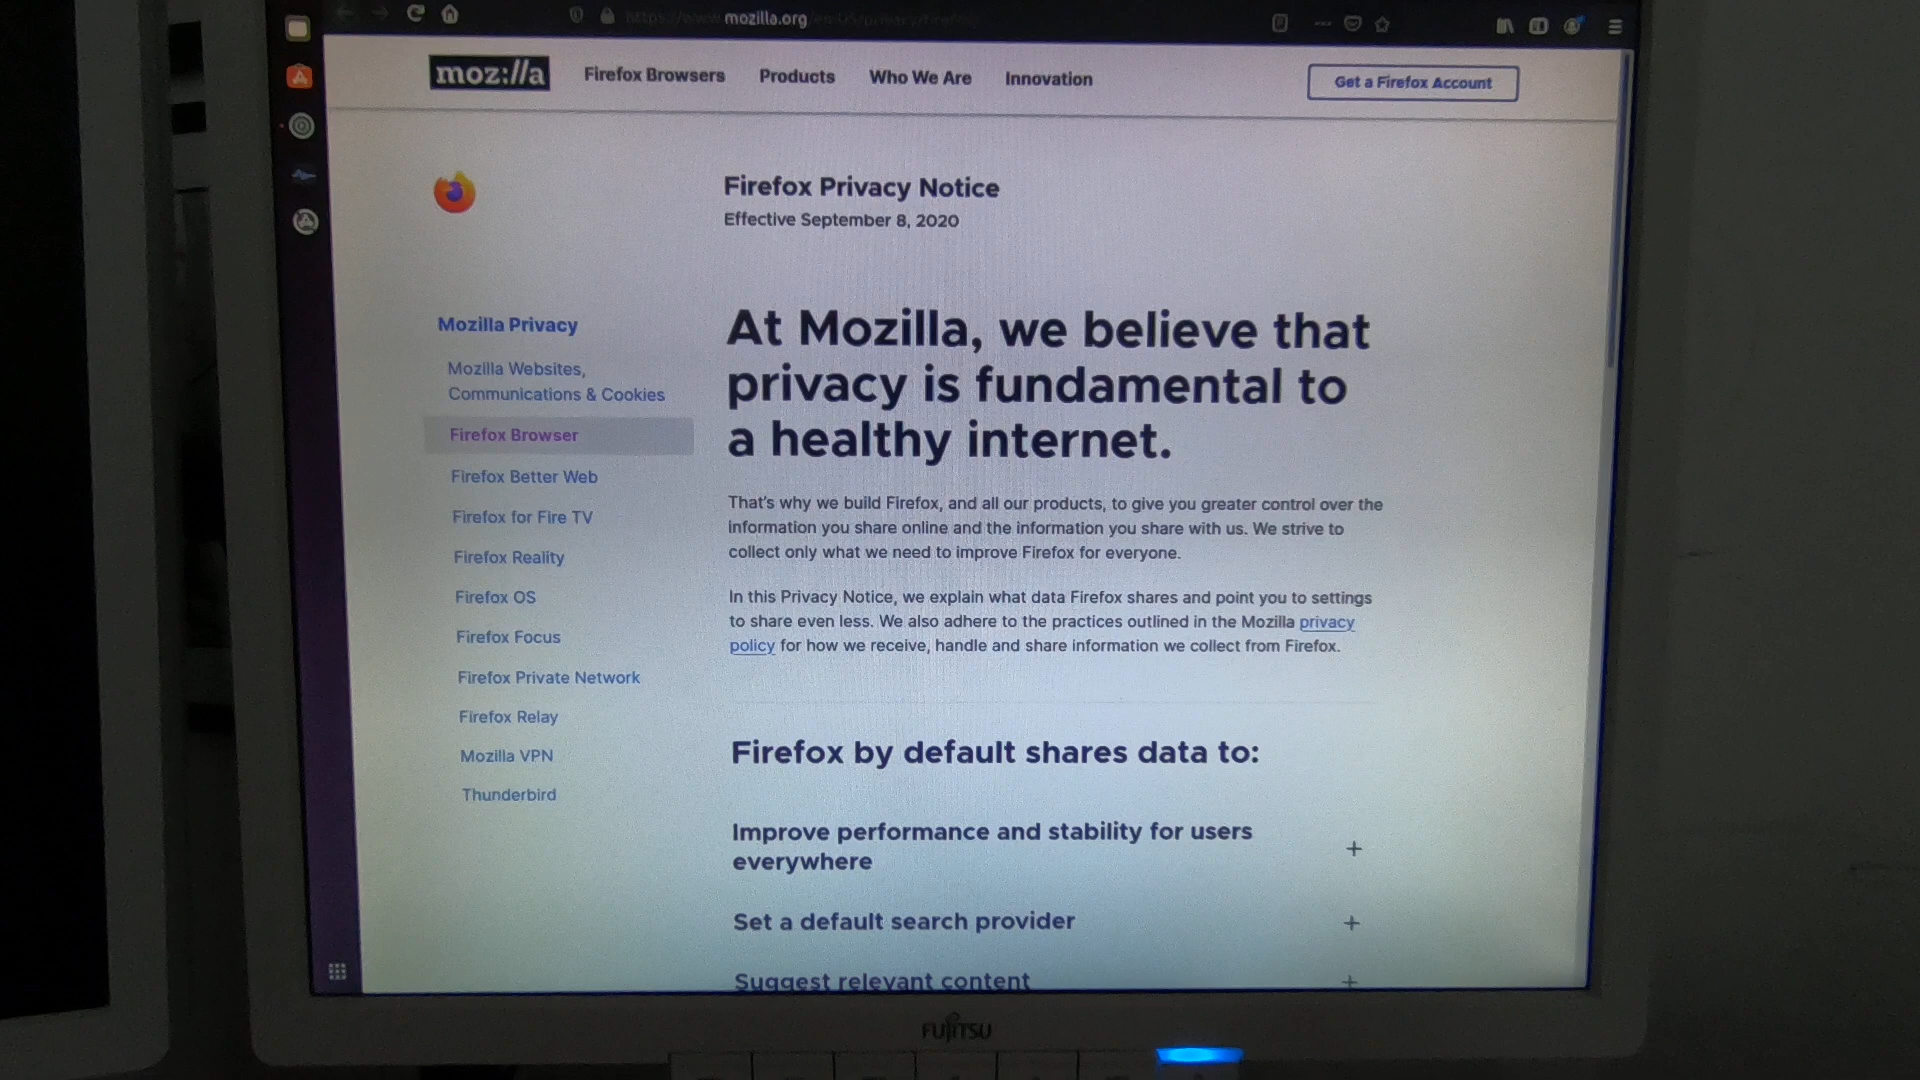 mozilla.org
moz://a
Firefox Browsers
Products
Who We Are
Innovation
Get a Firefox Account
Firefox Privacy Notice
Effective September 8, 2020
Mozilla Privacy
Mozilla Websites,
Communications & Cookies
Firefox Browser
Firefox Better Web
Firefox for Fire TV
Firefox Reality
Firefox OS
Firefox Focus
Firefox Private Network
Firefox Relay
Mozilla VPN
Thunderbird
At Mozilla, we believe that
privacy is fundamental to
a healthy internet.
That's why we build Firefox, and all our products, to give you greater control over the
information you share online and the information you share with us. We strive to
collect only what we need to improve Firefox for everyone.
In this Privacy Notice, we explain what data Firefox shares and point you to settings
to share even less. We also adhere to the practices outlined in the Mozilla privacy
policy for how we receive, handle and share information we collect from Firefox.
Firefox by default shares data to:
Improve performance and stability for users
everywhere
+
Set a default search provider
+
Suggest relevant content
+
FUJITSU